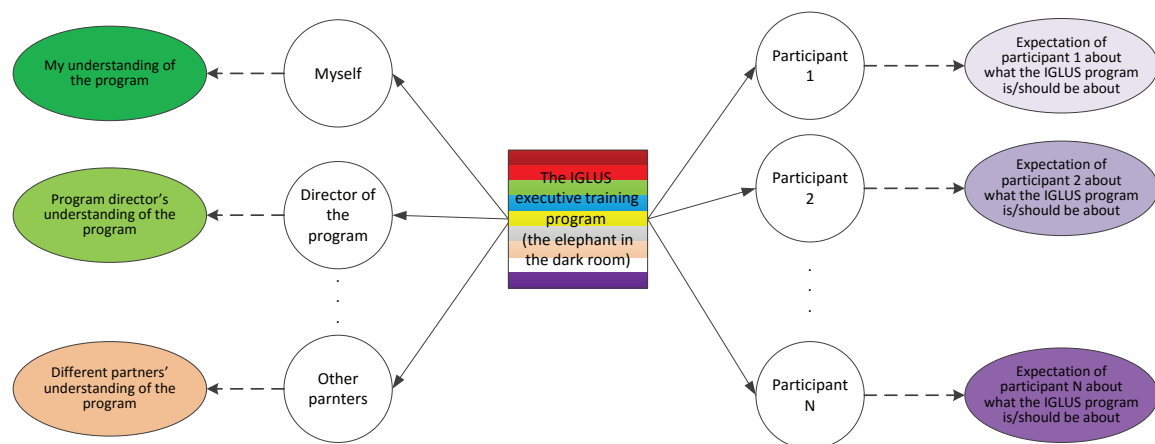 My understanding of
the program
Myself
Program director's
understanding of the
program
Director of
the program
Different partners'
understanding of the
program
Other
parnters
The IGLUS
executive training
program
(the elephant in
the dark room)
Participant
1
Expectation of
participant 1 about
what the IGLUS program
is/should be about
Participant
2
Expectation of
participant 2 about
what the IGLUS program
is/should be about
Participant
N
Expectation of
participant N about
what the IGLUS program
is/should be about